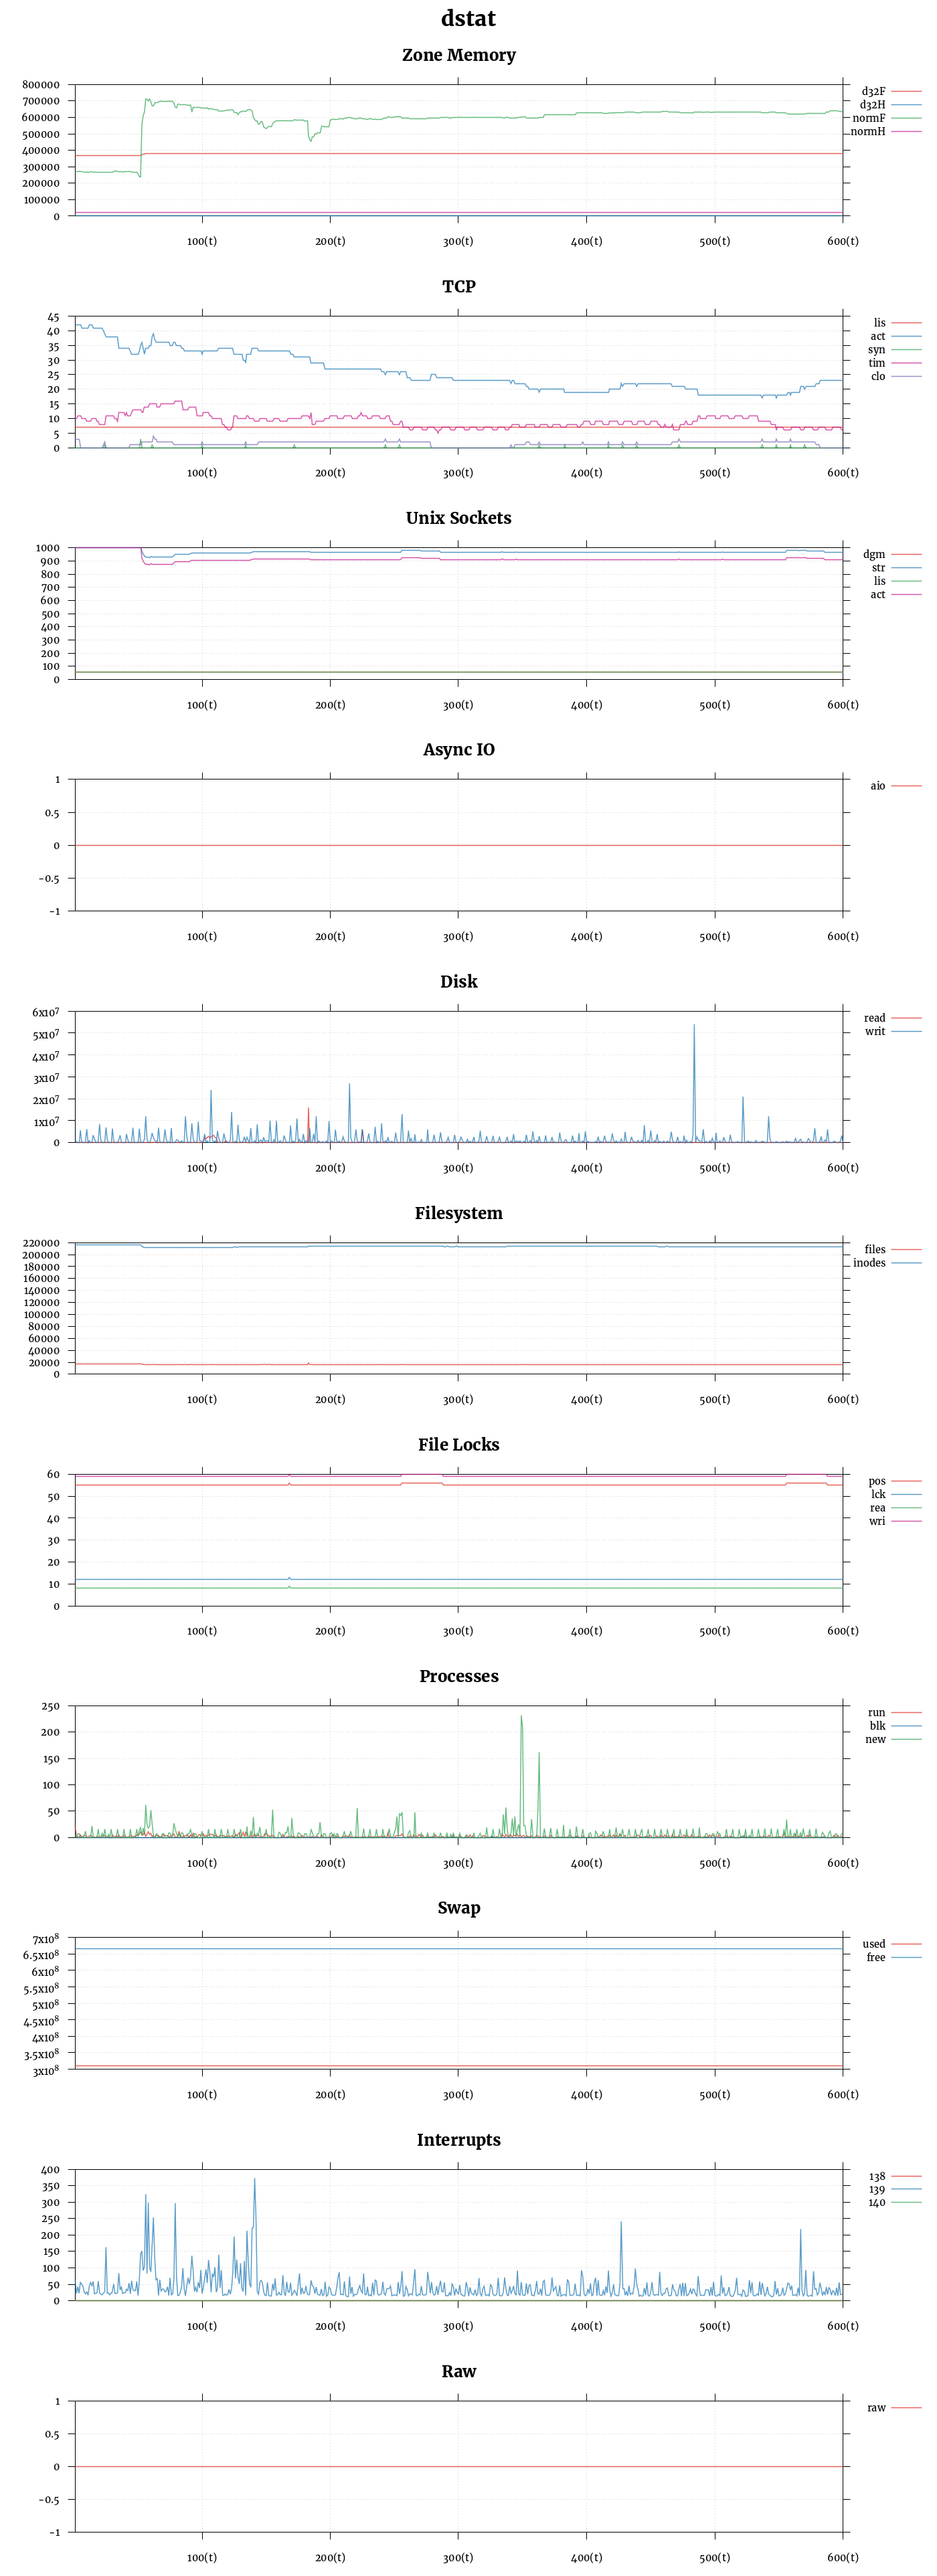 dstat
Zone Memory
800000
700000
600000
500000
400000
300000
200000
100000
0
100(t) 200(t) 300(t) 400(t) 500(t) 600(t)
d32F
d32H
normF
normH
TCP
45
40
35
30
25
20
15
10
5
0
100(t) 200(t) 300(t) 400(t) 500(t) 600(t)
lis
act
syn
tim
clo
Unix Sockets
1000
900
800
700
600
500
400
300
200
100
0
100(t) 200(t) 300(t) 400(t) 500(t) 600(t)
dgm
str
lis
act
Async IO
1
0.5
0
-0.5
-1
100(t) 200(t) 300(t) 400(t) 500(t) 600(t)
aio
Disk
6x10⁷
5x10⁷
4x10⁷
3x10⁷
2x10⁷
1x10⁷
0
100(t) 200(t) 300(t) 400(t) 500(t) 600(t)
read
writ
Filesystem
220000
200000
180000
160000
140000
120000
100000
80000
60000
40000
20000
0
100(t) 200(t) 300(t) 400(t) 500(t) 600(t)
files
inodes
File Locks
60
50
40
30
20
10
0
100(t) 200(t) 300(t) 400(t) 500(t) 600(t)
pos
lck
rea
wri
Processes
250
200
150
100
50
0
100(t) 200(t) 300(t) 400(t) 500(t) 600(t)
run
blk
new
Swap
7x10⁸
6.5x10⁸
6x10⁸
5.5x10⁸
5x10⁸
4.5x10⁸
4x10⁸
3.5x10⁸
3x10⁸
100(t) 200(t) 300(t) 400(t) 500(t) 600(t)
used
free
Interrupts
400
350
300
250
200
150
100
50
0
100(t) 200(t) 300(t) 400(t) 500(t) 600(t)
138
139
140
Raw
1
0.5
0
-0.5
-1
100(t) 200(t) 300(t) 400(t) 500(t) 600(t)
raw